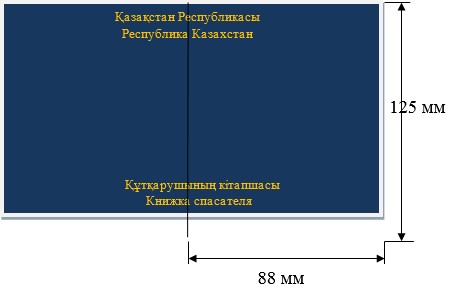 Қазақстан Республикасы
Республика Казахстан
125 мм
Құтқарушының кітапшасы
Книжка спасателя
88 мм